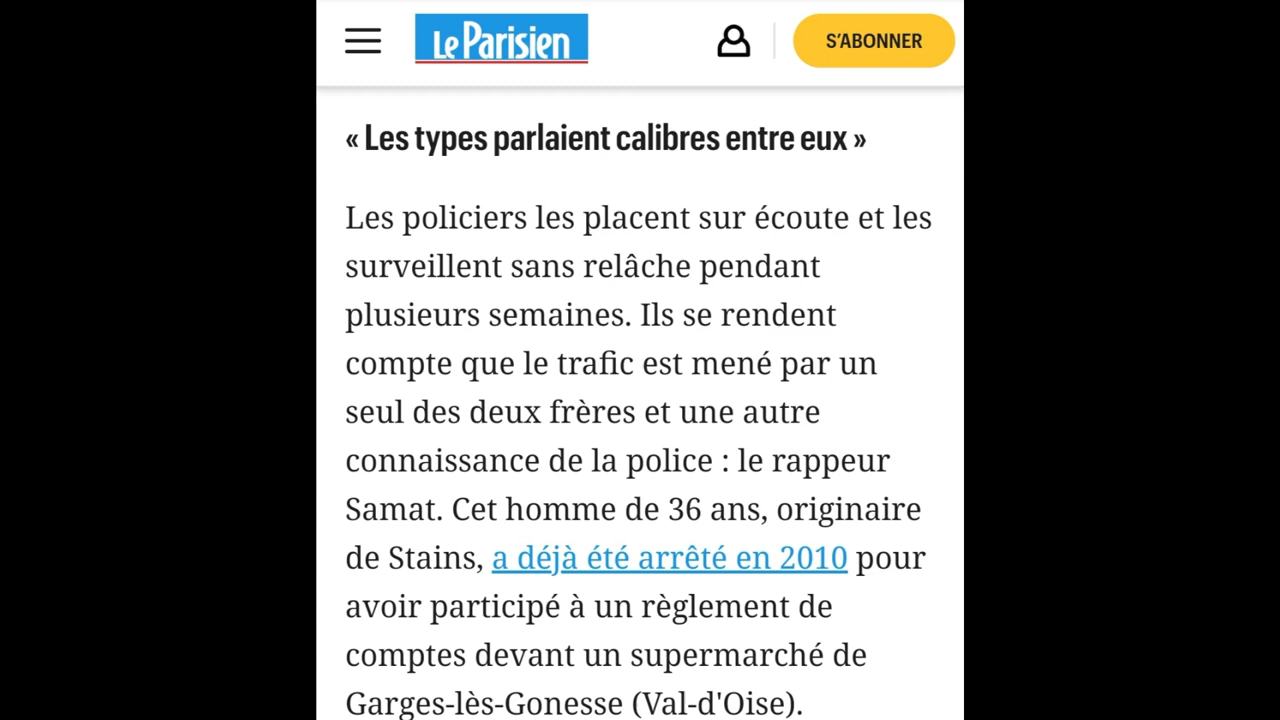 Le Parisien
S'ABONNER
« Les types parlaient calibres entre eux »
Les policiers les placent sur écoute et les
surveillent sans relâche pendant
plusieurs semaines. Ils se rendent
compte que le trafic est mené par un
seul des deux frères et une autre
connaissance de la police : le rappeur
Samat. Cet homme de 36 ans, originaire
de Stains, a déjà été arrêté en 2010 pour
avoir participé à un règlement de
comptes devant un supermarché de
Garges-lès-Gonesse (Val-d'Oise).